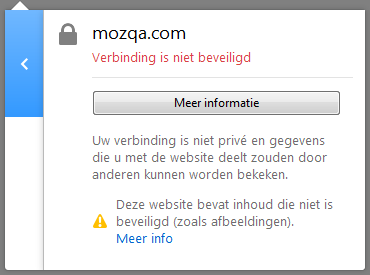 mozqa.com
Verbinding is niet beveiligd
Meer informatie
Uw verbinding is niet privé en gegevens
die u met de website deelt zouden door
anderen kunnen worden bekeken.
Deze website bevat inhoud die niet is
beveiligd (zoals afbeeldingen).
Meer info